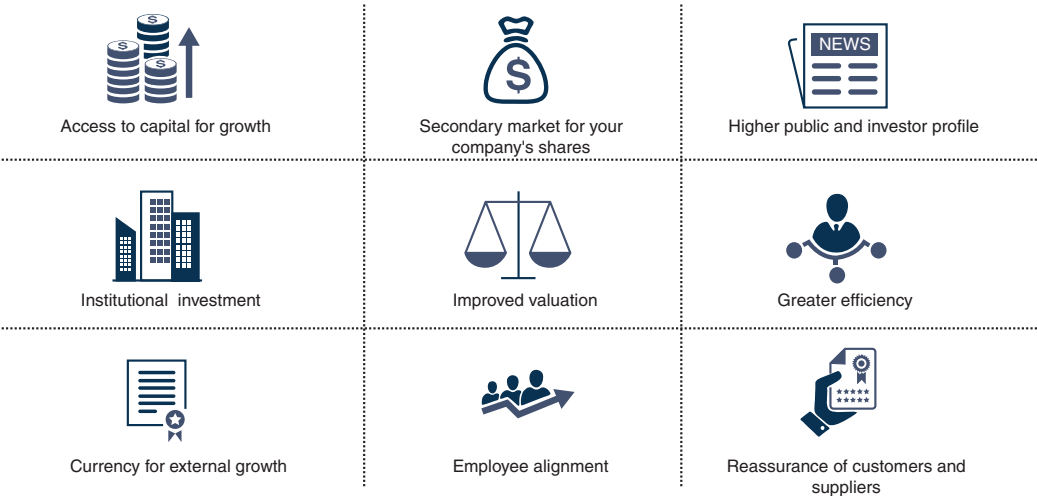 $
$
$
$
NEWS
Access to capital for growth
Secondary market for your
company's shares
Higher public and investor profile
Institutional investment
Improved valuation
Greater efficiency
Currency for external growth
Employee alignment
Reassurance of customers and
suppliers